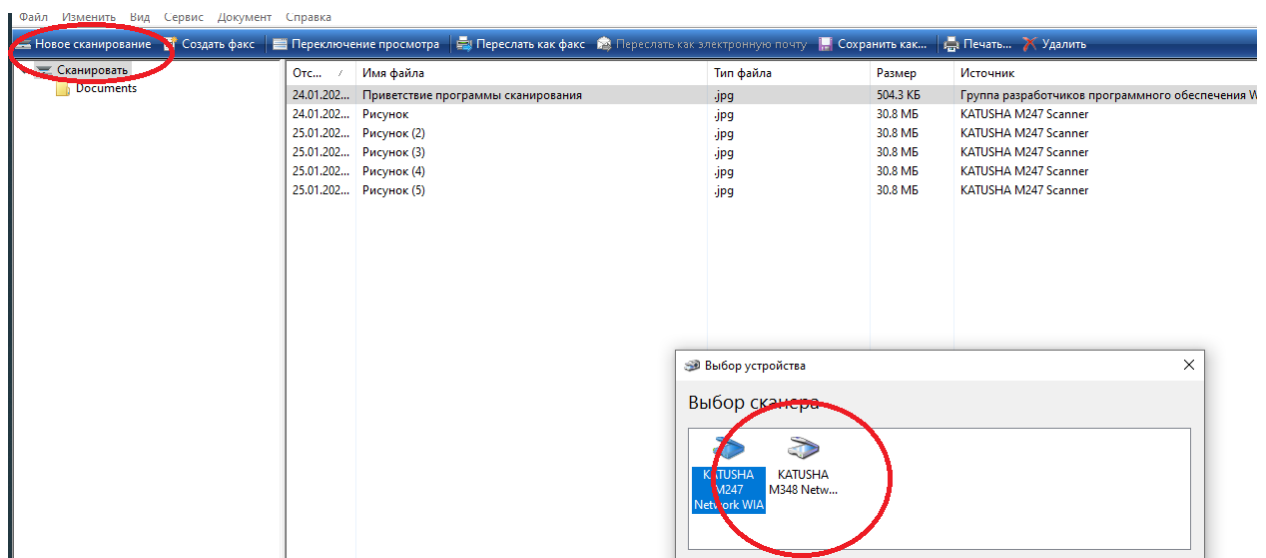 Файл Изменить Вид Сервис Документ Справка
Новое сканирование Создать факс Переключение просмотра Переслать как факс Переслать как электронную почту Сохранить как... Печать... Удалить
Сканировать
Documents
Отс... / Имя файла Тип файла Размер Источник
24.01.202... Приветствие программы сканирования .jpg 504.3 КБ Группа разработчиков программного обеспечения W
24.01.202... Рисунок .jpg 30.8 МБ KATUSHA M247 Scanner
25.01.202... Рисунок (2) .jpg 30.8 МБ KATUSHA M247 Scanner
25.01.202... Рисунок (3) .jpg 30.8 МБ KATUSHA M247 Scanner
25.01.202... Рисунок (4) .jpg 30.8 МБ KATUSHA M247 Scanner
25.01.202... Рисунок (5) .jpg 30.8 МБ KATUSHA M247 Scanner
Выбор устройства
Выбор сканера
KATUSHA
M247
Network WIA
KATUSHA
M348 Netw...